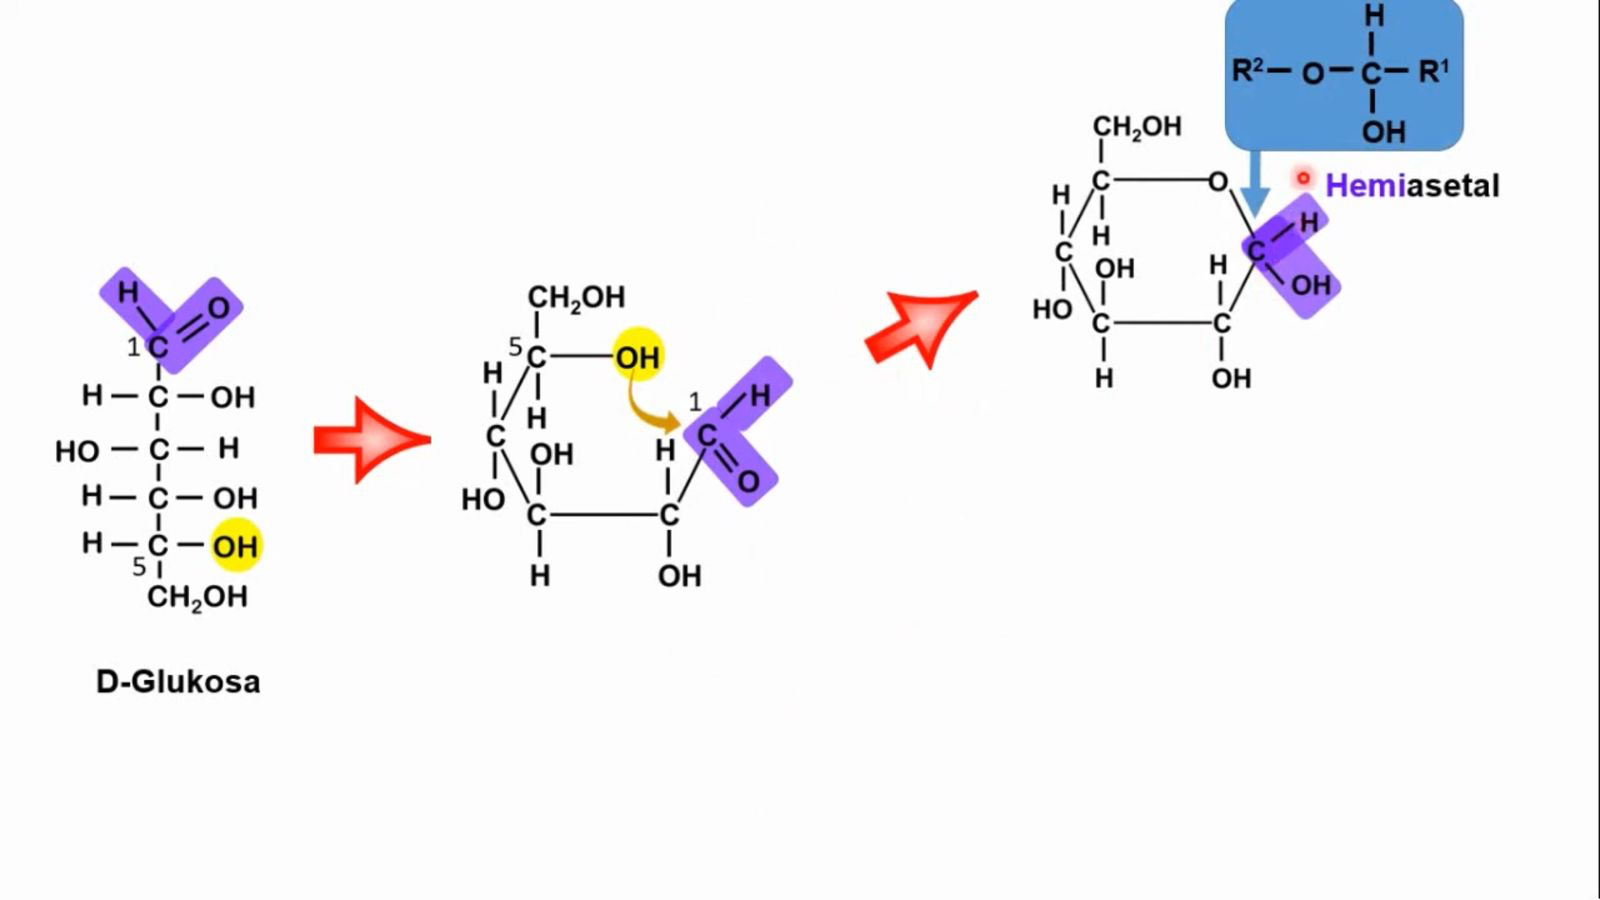 H
O
1 C
H — C — OH
HO — C — H
H — C — OH
H — C — OH
5
CH₂OH
D-Glukosa
CH₂OH
5 C OH
H
H
1
H
C
C
OH
H
O
HO
C C
H OH
H
R² — O — C — R¹
OH
CH₂OH
Hemiasetal
C O
H
H
H
C
C
OH
H
OH
HO
C C
H OH